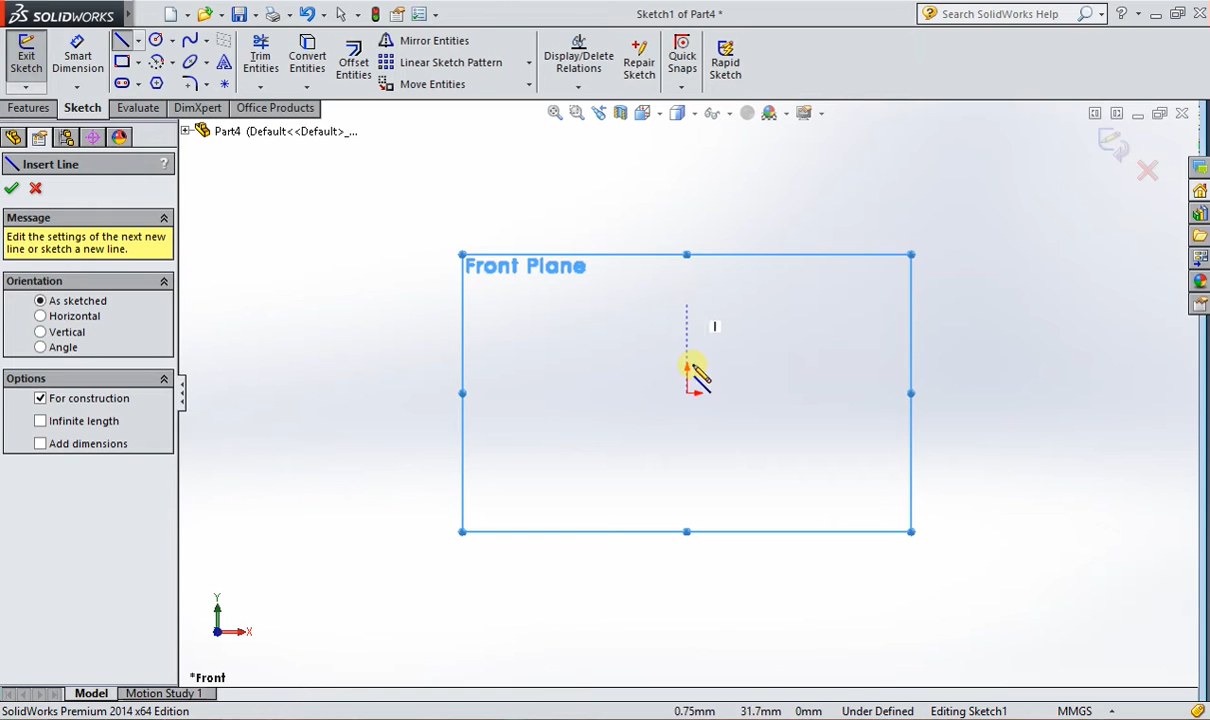 SOLIDWORKS
Sketch1 of Part4 *
Search SolidWorks Help
Exit Sketch
Smart Dimension
Trim Entities
Convert Entities
Offset Entities
Mirror Entities
Linear Sketch Pattern
Move Entities
Display/Delete Relations
Repair Sketch
Quick Snaps
Rapid Sketch
Features
Sketch
Evaluate
DimXpert
Office Products
Part4 (Default<<Default>_...
Insert Line
?
Message
Edit the settings of the next new
line or sketch a new line.
Orientation
As sketched
Horizontal
Vertical
Angle
Options
For construction
Infinite length
Add dimensions
Front Plane
Y
X
*Front
Model
Motion Study 1
SolidWorks Premium 2014 x64 Edition
0.75mm
31.7mm
0mm
Under Defined
Editing Sketch1
MMGS